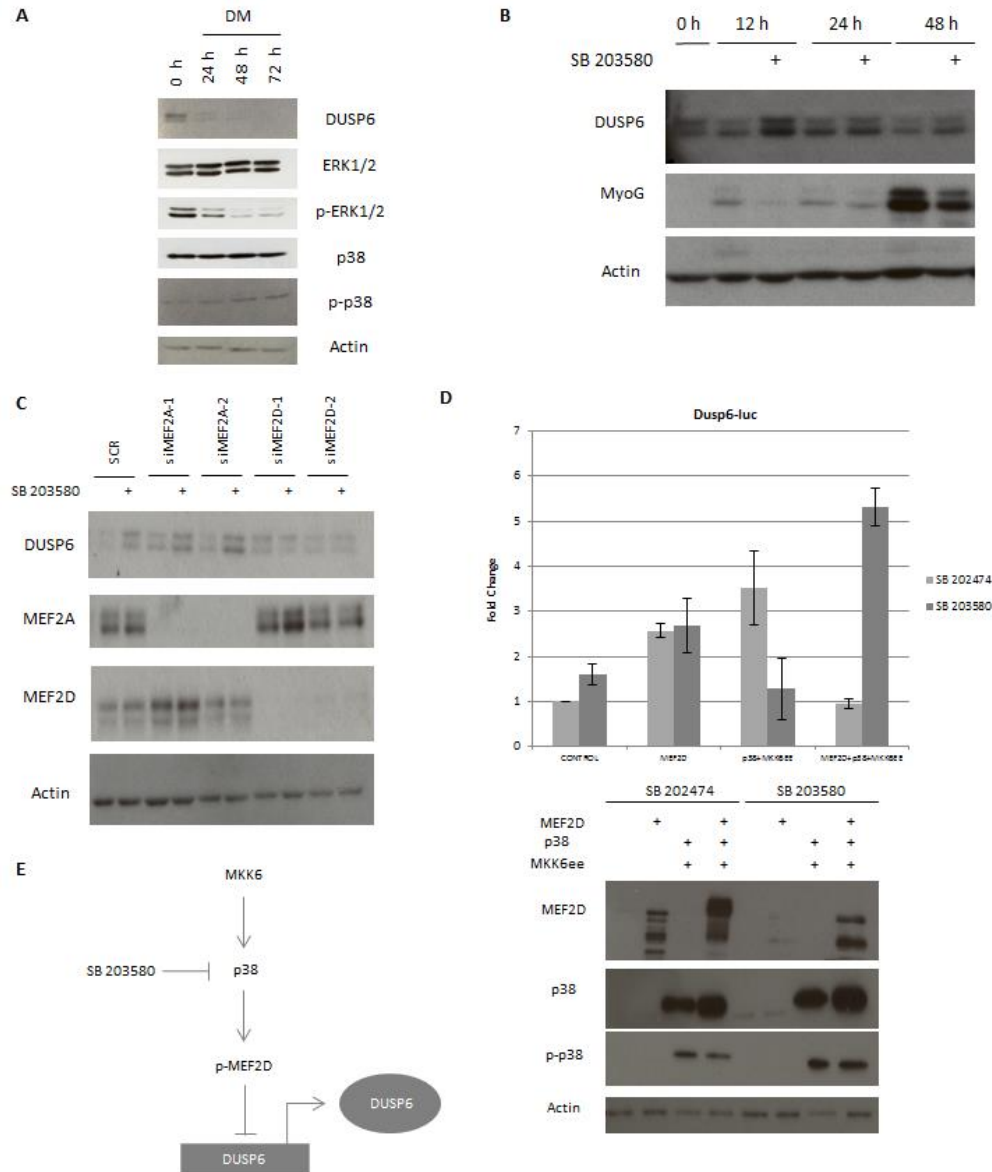 A
DM
0 h
24 h
48 h
72 h
DUSP6
ERK1/2
p-ERK1/2
p38
p-p38
Actin
B
0 h 12 h 24 h 48 h
SB 203580 + + +
DUSP6
MyoG
Actin
C
SCR
siMEF2A-1
siMEF2A-2
siMEF2D-1
siMEF2D-2
SB 203580 + + + + +
DUSP6
MEF2A
MEF2D
Actin
D
Dusp6-luc
Fold Change
7
6
5
4
3
2
1
0
CONTROL MEF2D p38+MKK6EE MEF2D+p38+MKK6EE
SB 202474
SB 203580
SB 202474 SB 203580
MEF2D + + + +
p38 + + + +
MKK6ee + + + +
MEF2D
p38
p-p38
Actin
E
MKK6
SB 203580 p38
p-MEF2D
DUSP6
DUSP6